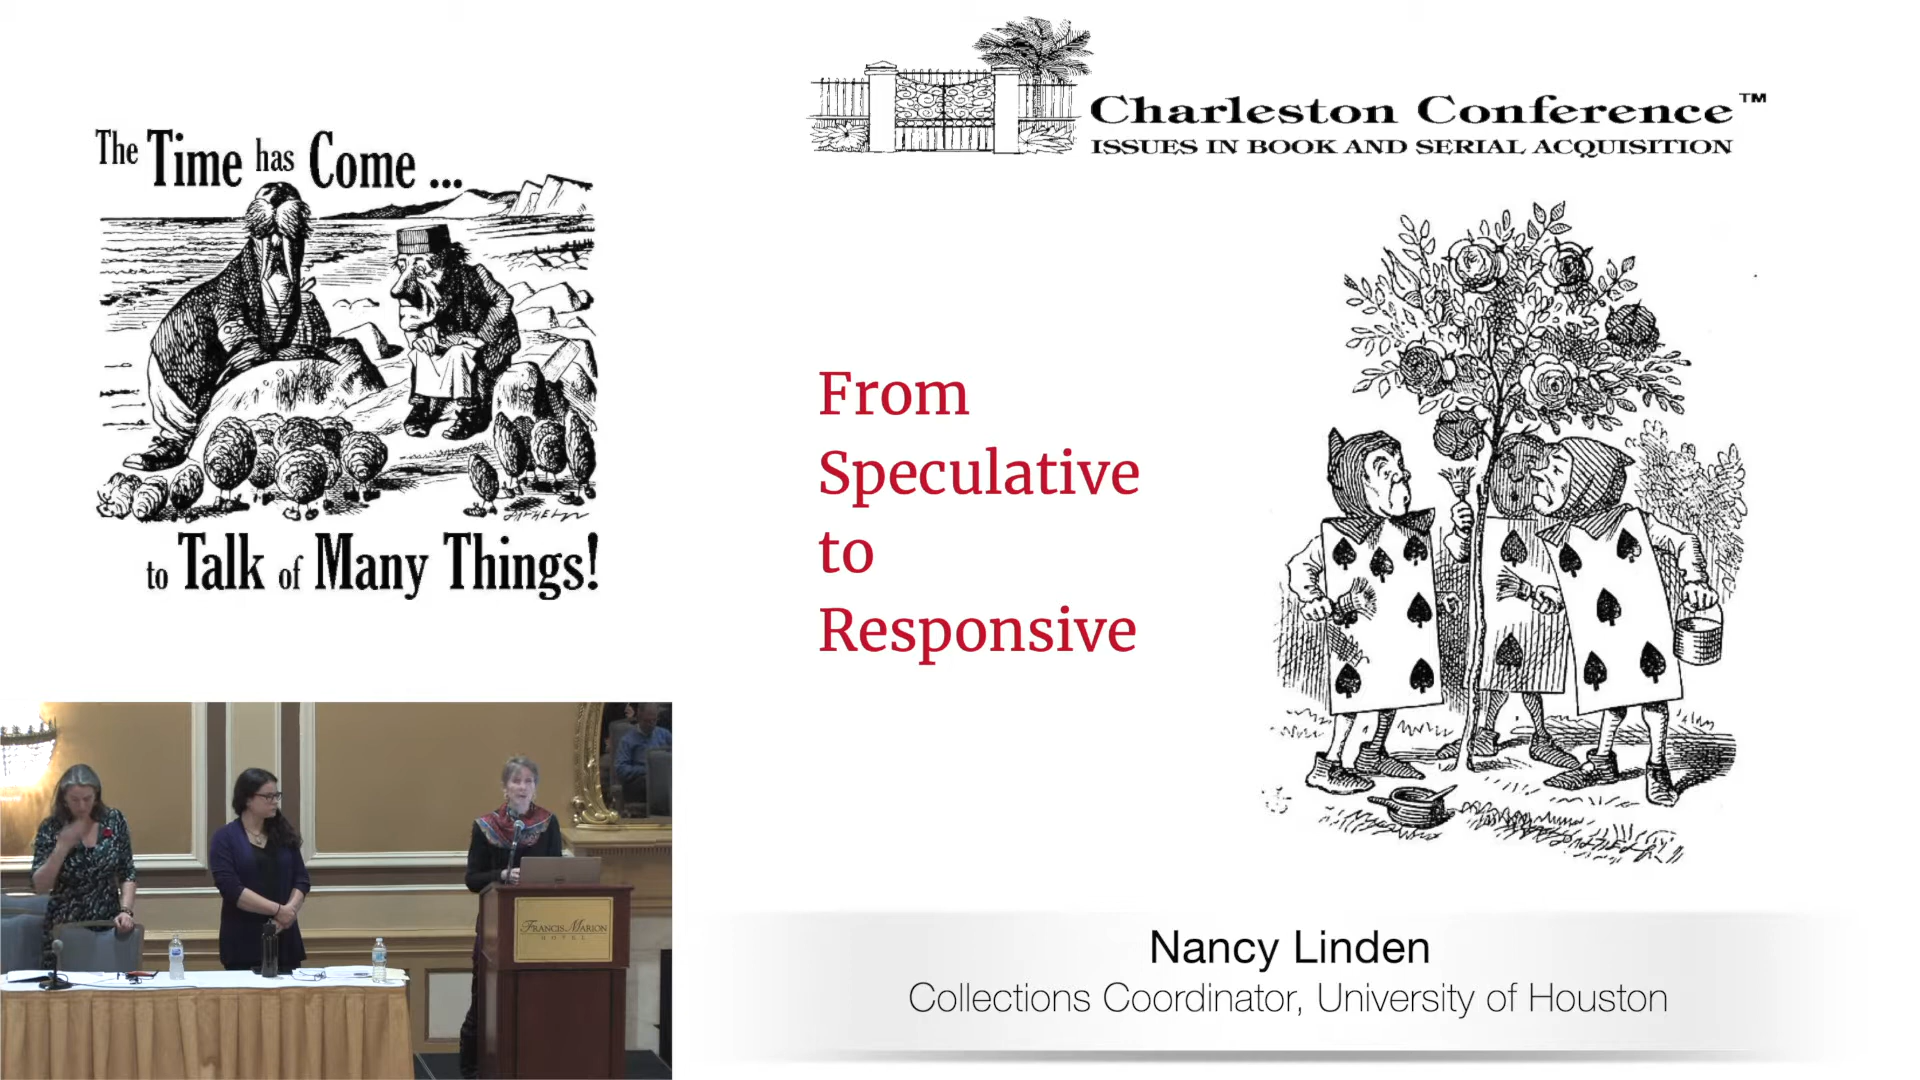 The Time has Come ...
to Talk of Many Things!
Charleston Conference™
ISSUES IN BOOK AND SERIAL ACQUISITION
From
Speculative
to
Responsive
FRANCIS MARION
HOTEL
Nancy Linden
Collections Coordinator, University of Houston